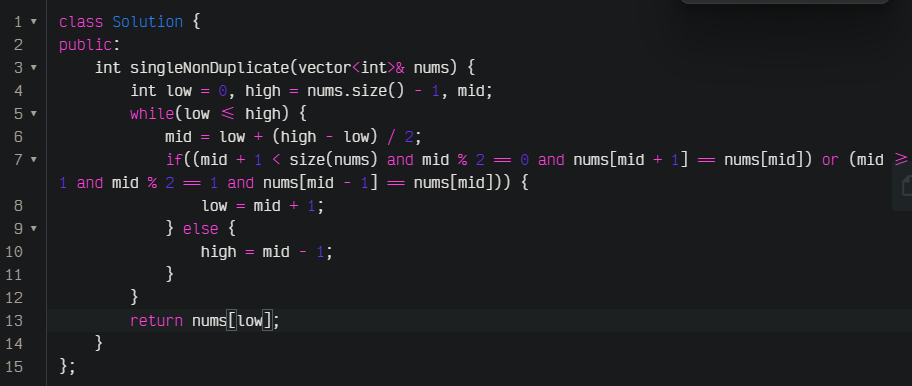 1 class Solution {
2 public:
3 int singleNonDuplicate(vector<int>& nums) {
4 int low = 0, high = nums.size() - 1, mid;
5 while(low <= high) {
6 mid = low + (high - low) / 2;
7 if((mid + 1 < size(nums) and mid % 2 == 0 and nums[mid + 1] == nums[mid]) or (mid >=
1 and mid % 2 == 1 and nums[mid - 1] == nums[mid])) {
8 low = mid + 1;
9 } else {
10 high = mid - 1;
11 }
12 }
13 return nums[low];
14 }
15 };